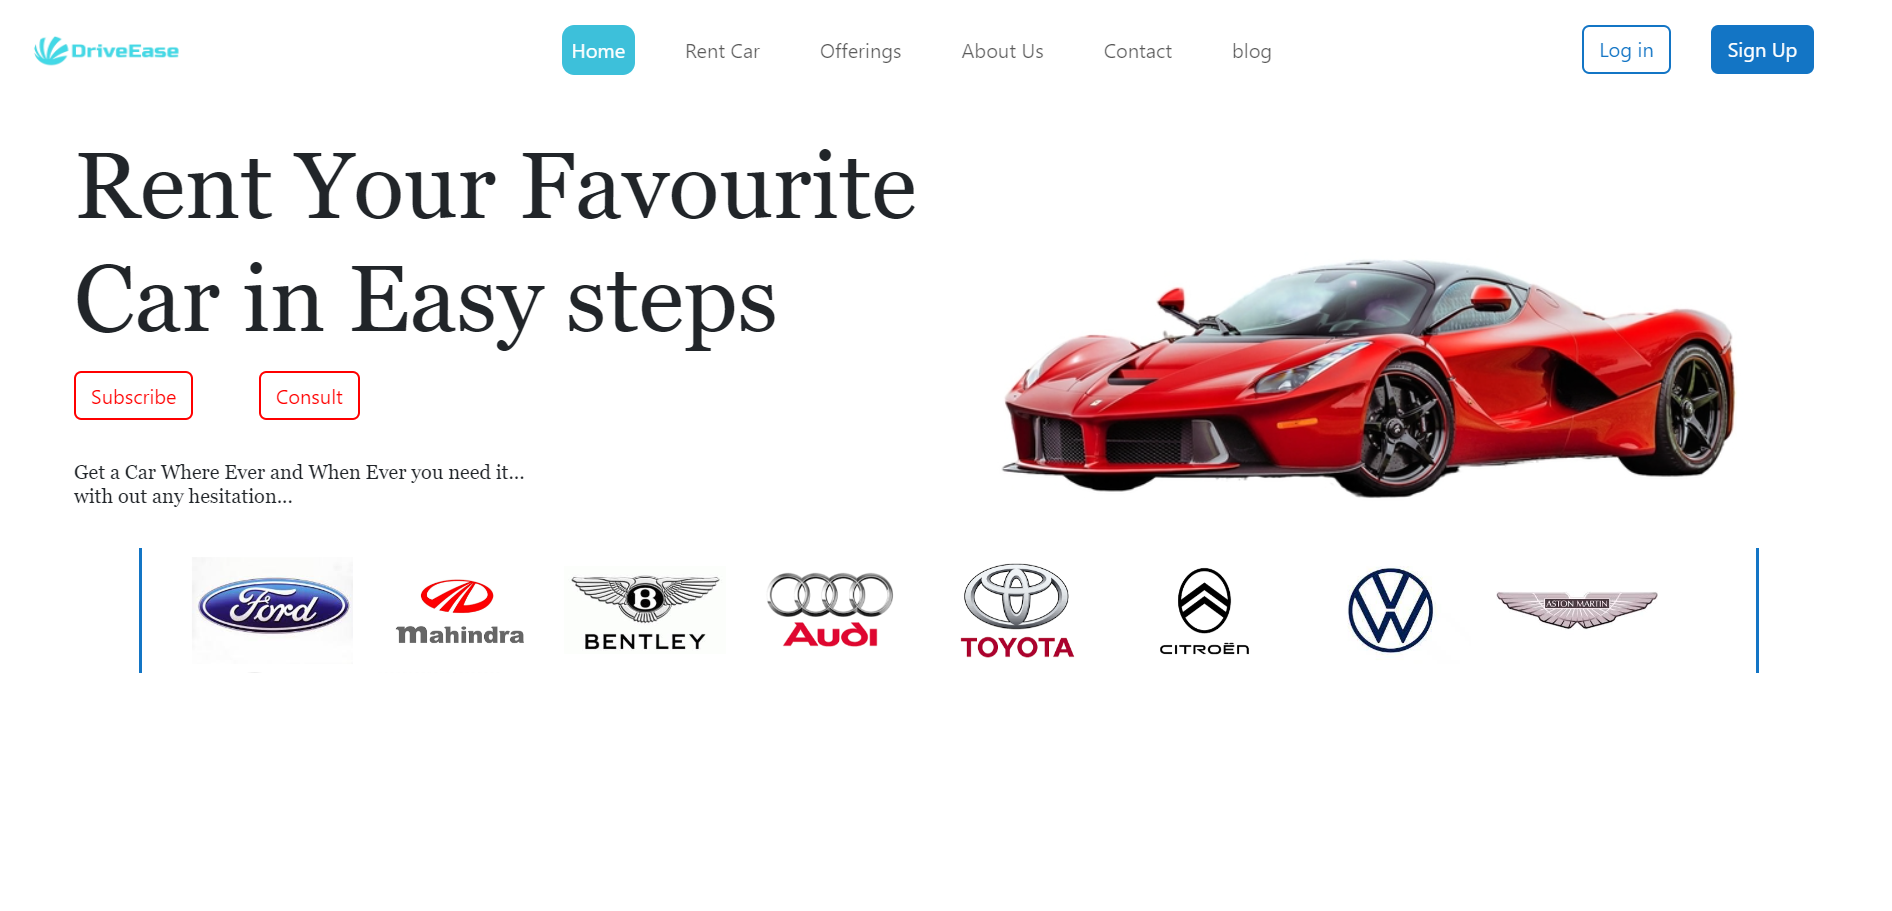 DriveEase
Home Rent Car Offerings About Us Contact blog
Log in Sign Up
Rent Your Favourite
Car in Easy steps
Subscribe Consult
Get a Car Where Ever and When Ever you need it...
with out any hesitation...
Ford
mahindra
B
BENTLEY
Audi
TOYOTA
CITROËN
ASTON MARTIN